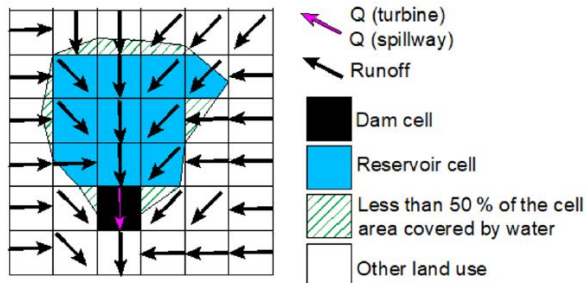 Q (turbine)
Q (spillway)
Runoff
Dam cell
Reservoir cell
Less than 50 % of the cell
area covered by water
Other land use